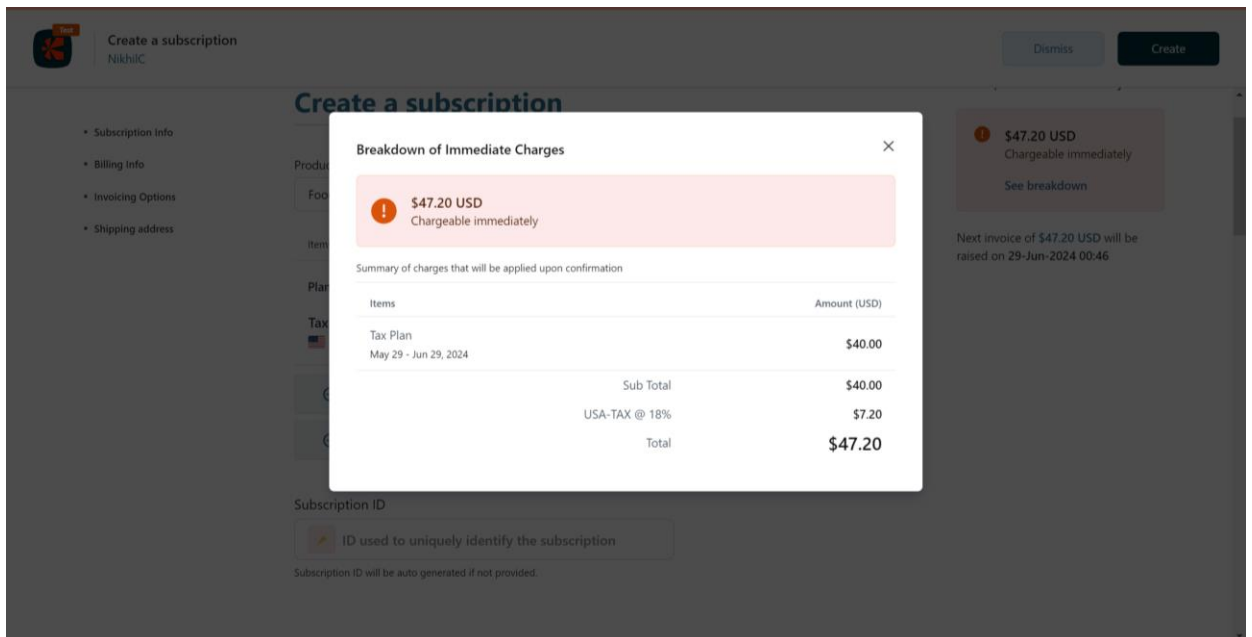 Test
Create a subscription
NikhilC
Dismiss
Create
Create a subscription
Subscription Info
Billing Info
Invoicing Options
Shipping address
Breakdown of Immediate Charges
$47.20 USD
Chargeable immediately
Summary of charges that will be applied upon confirmation
Items Amount (USD)
Tax Plan
May 29 - Jun 29, 2024
$40.00
Sub Total $40.00
USA-TAX @ 18% $7.20
Total $47.20
$47.20 USD
Chargeable immediately
See breakdown
Next invoice of $47.20 USD will be
raised on 29-Jun-2024 00:46
Tax
Subscription ID
ID used to uniquely identify the subscription
Subscription ID will be auto generated if not provided.